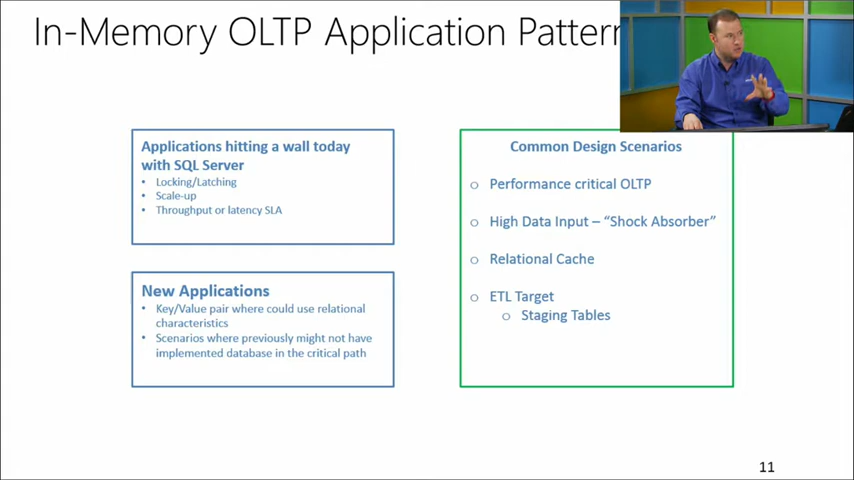 In-Memory OLTP Application Pattern
Applications hitting a wall today
with SQL Server
• Locking/Latching
• Scale-up
• Throughput or latency SLA
New Applications
• Key/Value pair where could use relational
characteristics
• Scenarios where previously might not have
implemented database in the critical path
Common Design Scenarios
o Performance critical OLTP
o High Data Input – “Shock Absorber”
o Relational Cache
o ETL Target
o Staging Tables
11